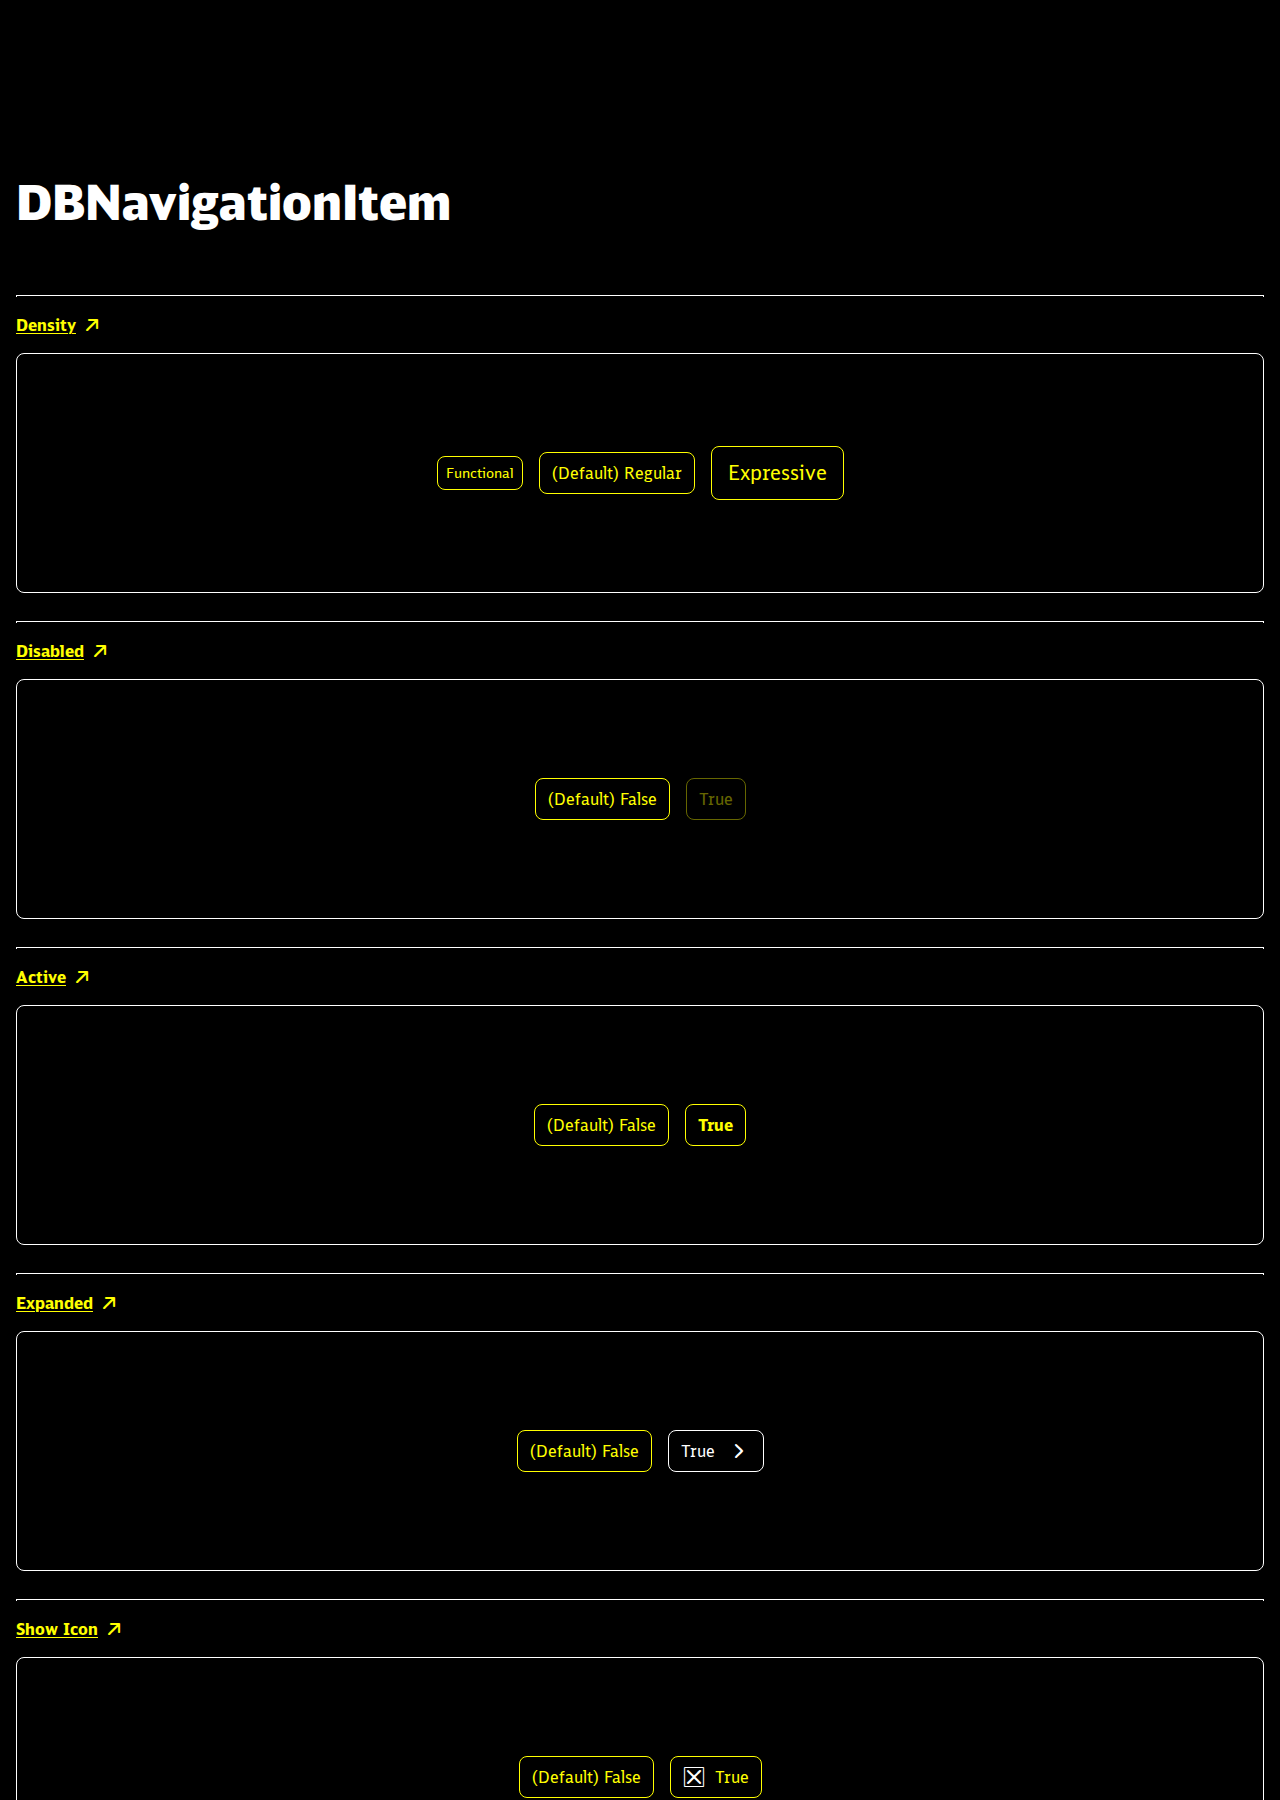 DBNavigationItem
Density
Functional (Default) Regular Expressive
Disabled
(Default) False True
Active
(Default) False True
Expanded
(Default) False True
Show Icon
(Default) False True